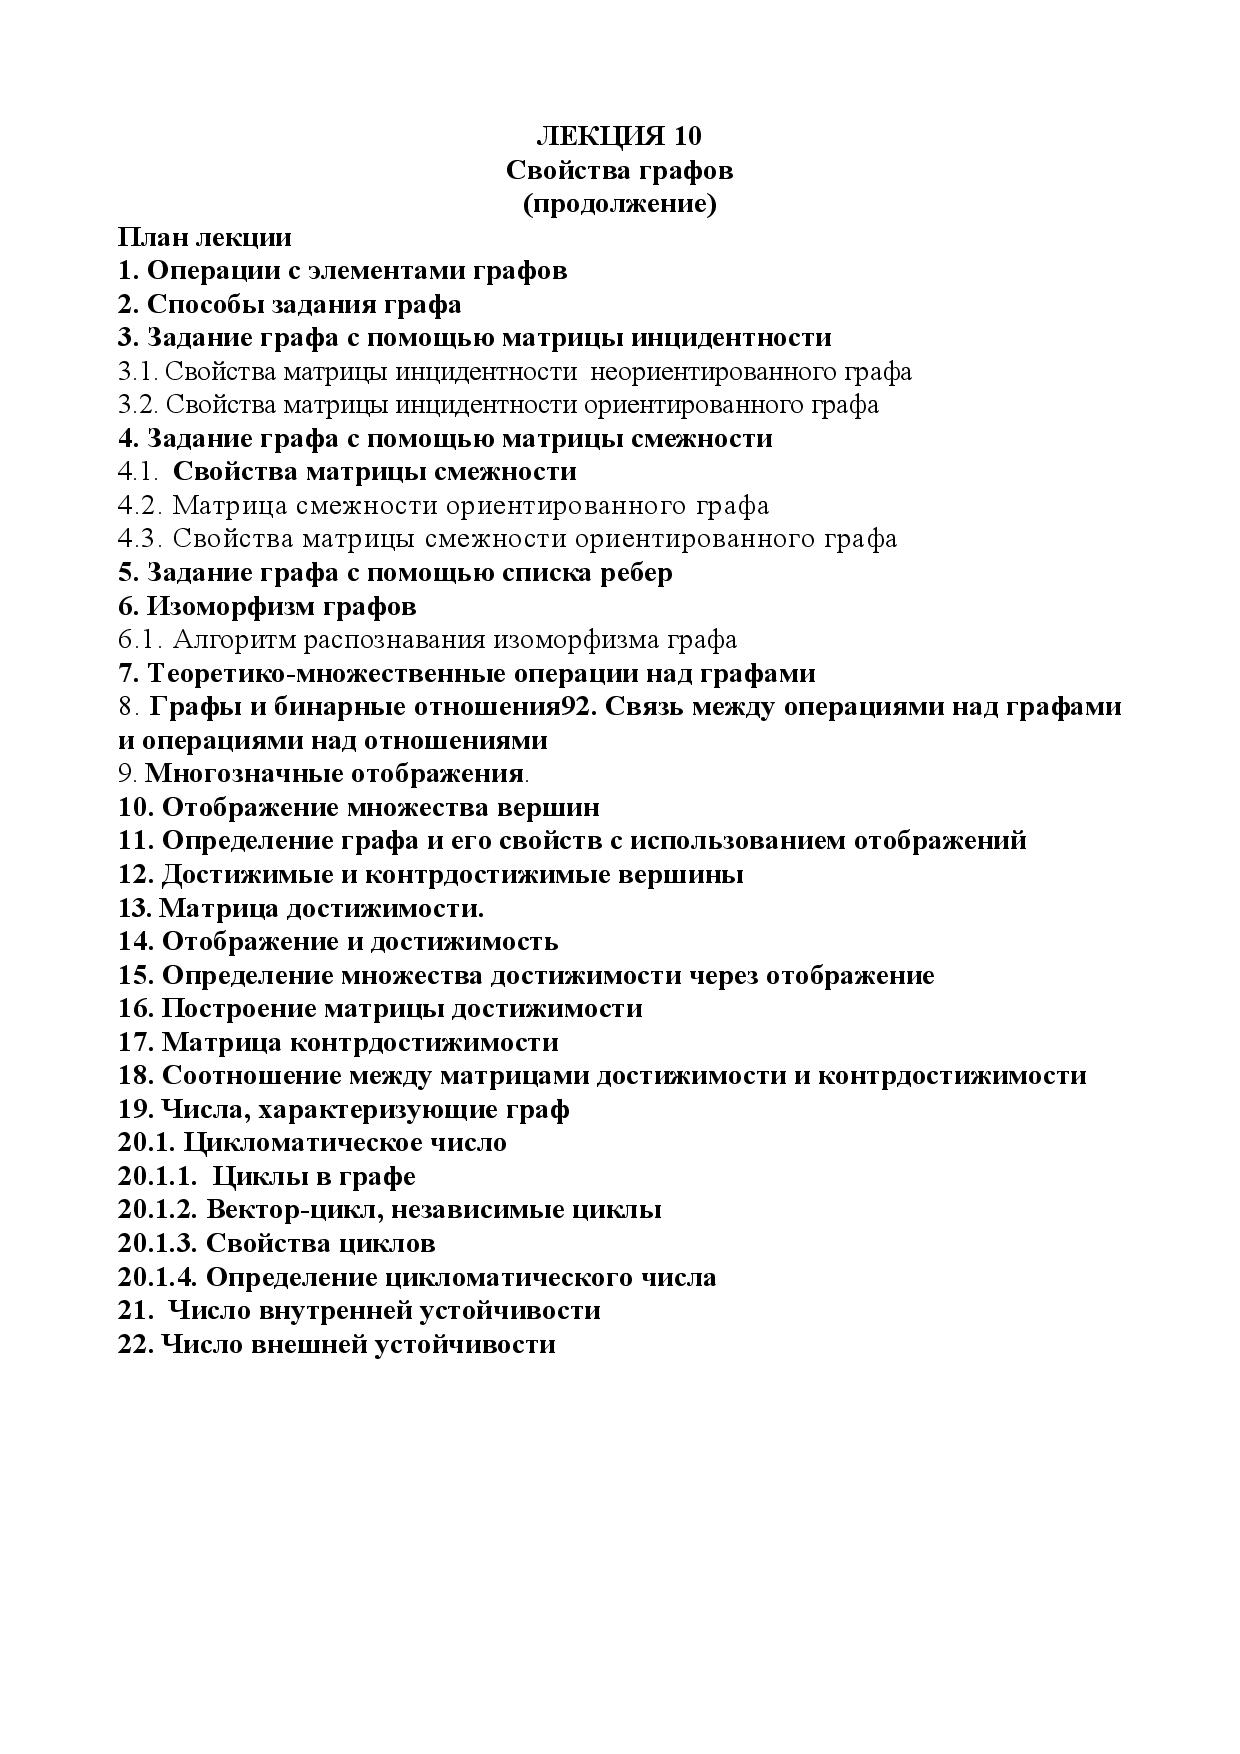 ЛЕКЦИЯ 10
Свойства графов
(продолжение)
План лекции
1. Операции с элементами графов
2. Способы задания графа
3. Задание графа с помощью матрицы инцидентности
3.1. Свойства матрицы инцидентности  неориентированного графа
3.2. Свойства матрицы инцидентности ориентированного графа
4. Задание графа с помощью матрицы смежности
4.1.  Свойства матрицы смежности
4.2. Матрица смежности ориентированного графа
4.3. Свойства матрицы смежности ориентированного графа
5. Задание графа с помощью списка ребер
6. Изоморфизм графов
6.1. Алгоритм распознавания изоморфизма графа
7. Теоретико-множественные операции над графами
8. Графы и бинарные отношения92. Связь между операциями над графами
и операциями над отношениями
9. Многозначные отображения.
10. Отображение множества вершин
11. Определение графа и его свойств с использованием отображений
12. Достижимые и контрдостижимые вершины
13. Матрица достижимости.
14. Отображение и достижимость
15. Определение множества достижимости через отображение
16. Построение матрицы достижимости
17. Матрица контрдостижимости
18. Соотношение между матрицами достижимости и контрдостижимости
19. Числа, характеризующие граф
20.1. Цикломатическое число
20.1.1.  Циклы в графе
20.1.2. Вектор-цикл, независимые циклы
20.1.3. Свойства циклов
20.1.4. Определение цикломатического числа
21.  Число внутренней устойчивости
22. Число внешней устойчивости